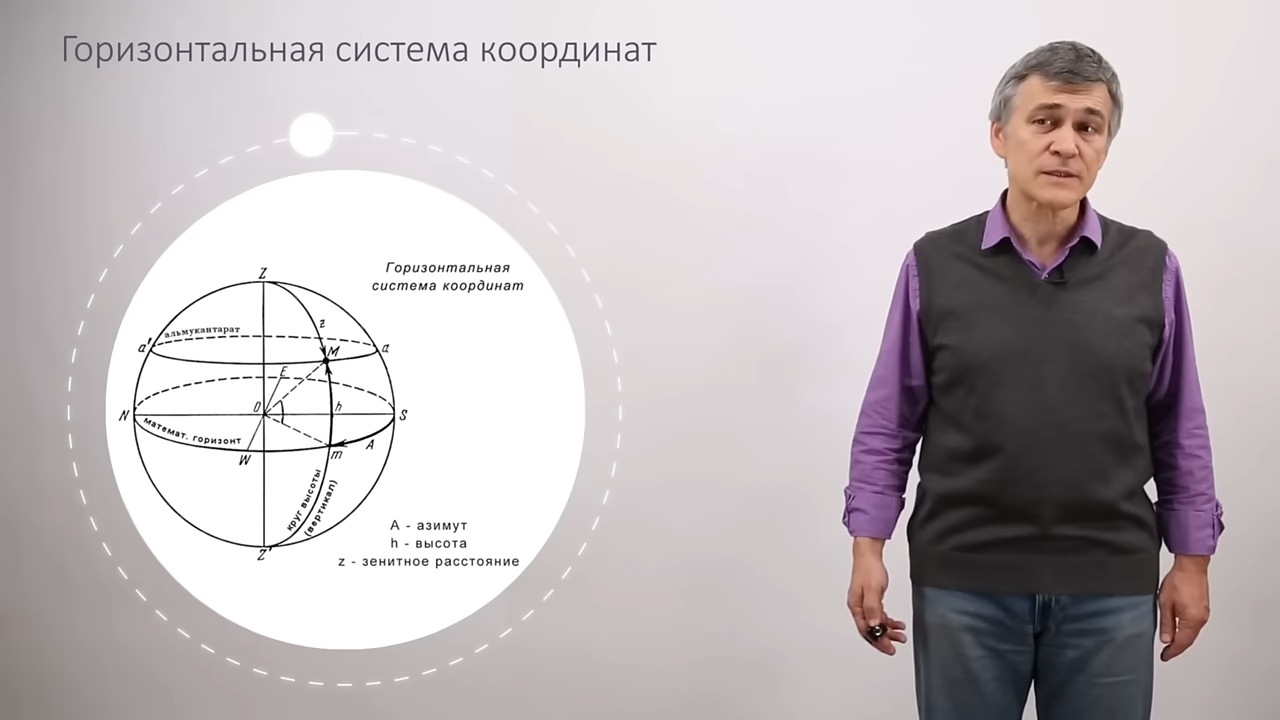 Горизонтальная система координат
Горизонтальная
система координат
Z
z
альмукантарат
a'
M
a
E
N
O
h
S
математ. горизонт
W
m
A
круг высоты
(вертикал)
Z'
A - азимут
h - высота
z - зенитное расстояние